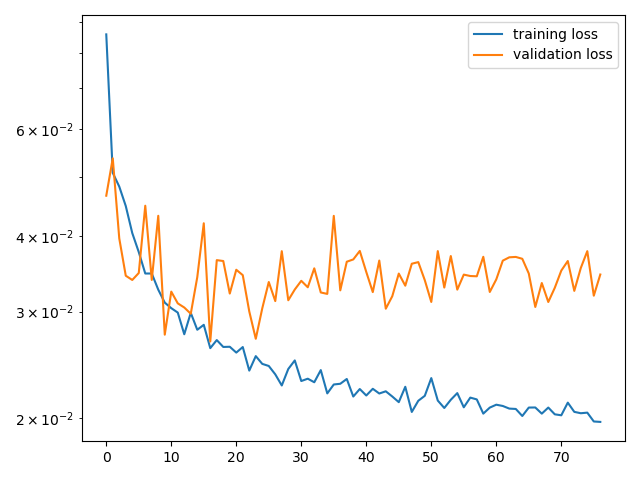 training loss
validation loss
6 × 10⁻²
4 × 10⁻²
3 × 10⁻²
2 × 10⁻²
0 10 20 30 40 50 60 70